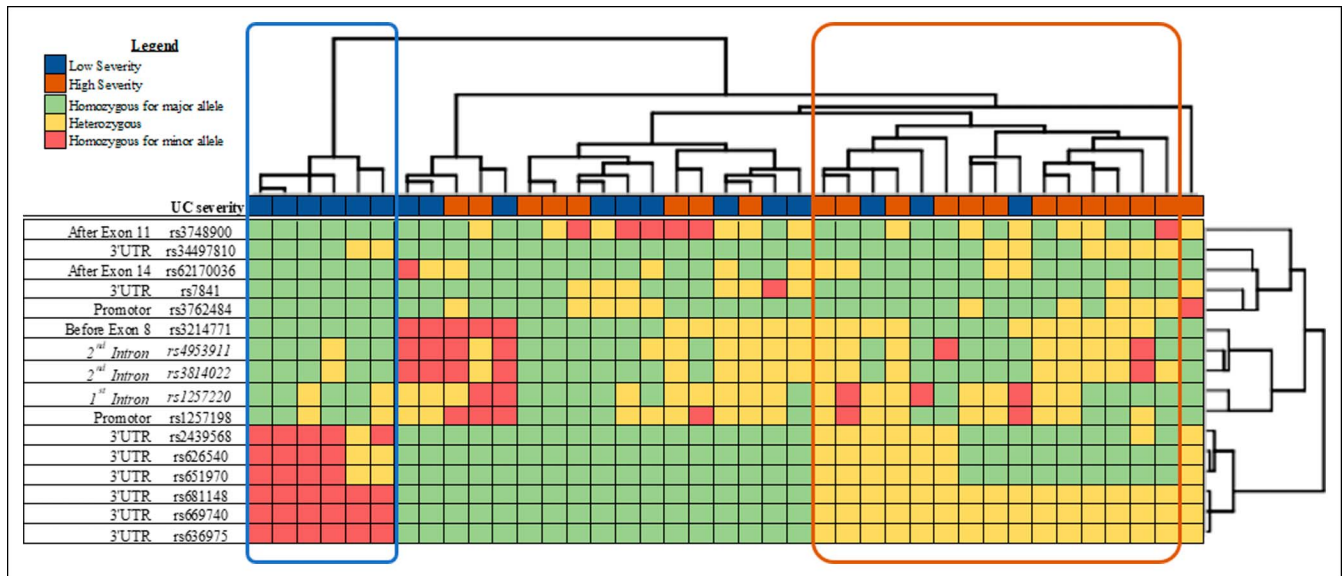 Legend
Low Severity
High Severity
Homozygous for major allele
Heterozygous
Homozygous for minor allele
UC severity
After Exon 11 rs3748900
3'UTR rs34497810
After Exon 14 rs62170036
3'UTR rs7841
Promotor rs3762484
Before Exon 8 rs3214771
2nd Intron rs4953911
2nd Intron rs3814022
1st Intron rs1257220
Promotor rs1257198
3'UTR rs2439568
3'UTR rs626540
3'UTR rs651970
3'UTR rs681148
3'UTR rs669740
3'UTR rs636975